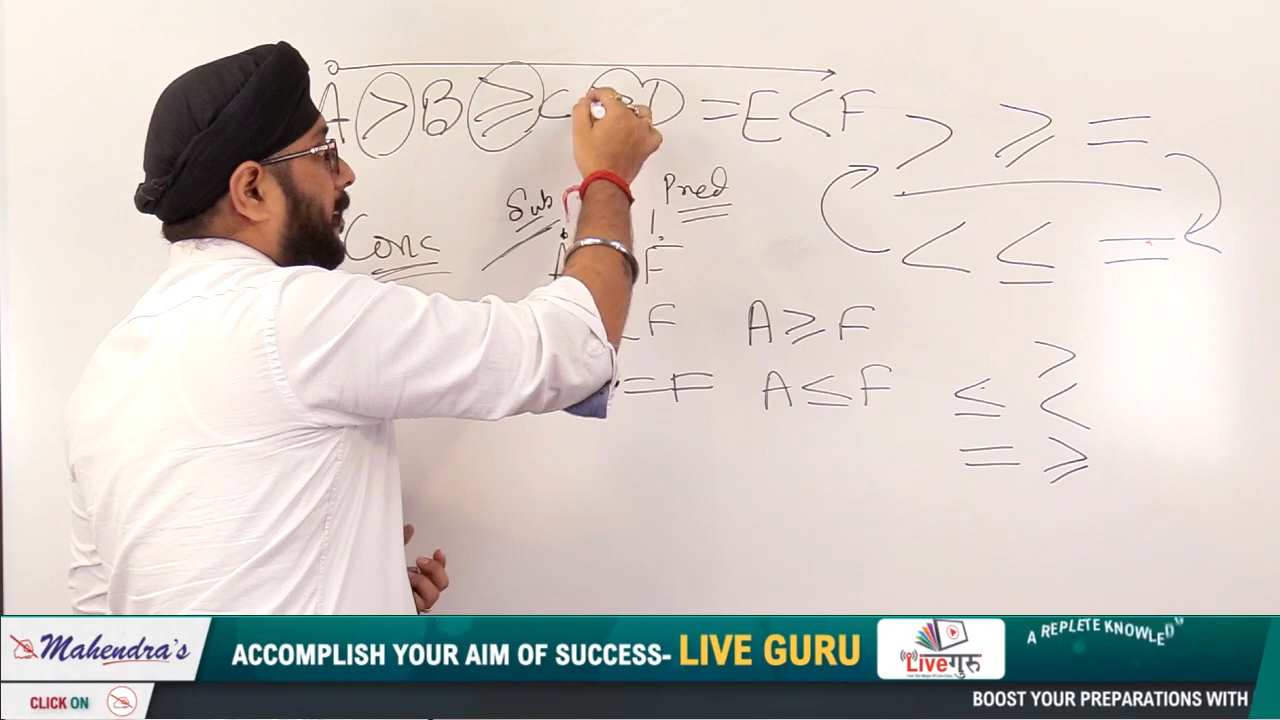 A > B ≥ C D = E < F
> ≥ =
Sub Pred
Conc
F
< ≤ =
F A ≥ F
= F A ≤ F
>
≤ <
= ≥
Mahendra's
ACCOMPLISH YOUR AIM OF SUCCESS- LIVE GURU
Liveगुरु
A REPLETE KNOWLED
CLICK ON
BOOST YOUR PREPARATIONS WITH